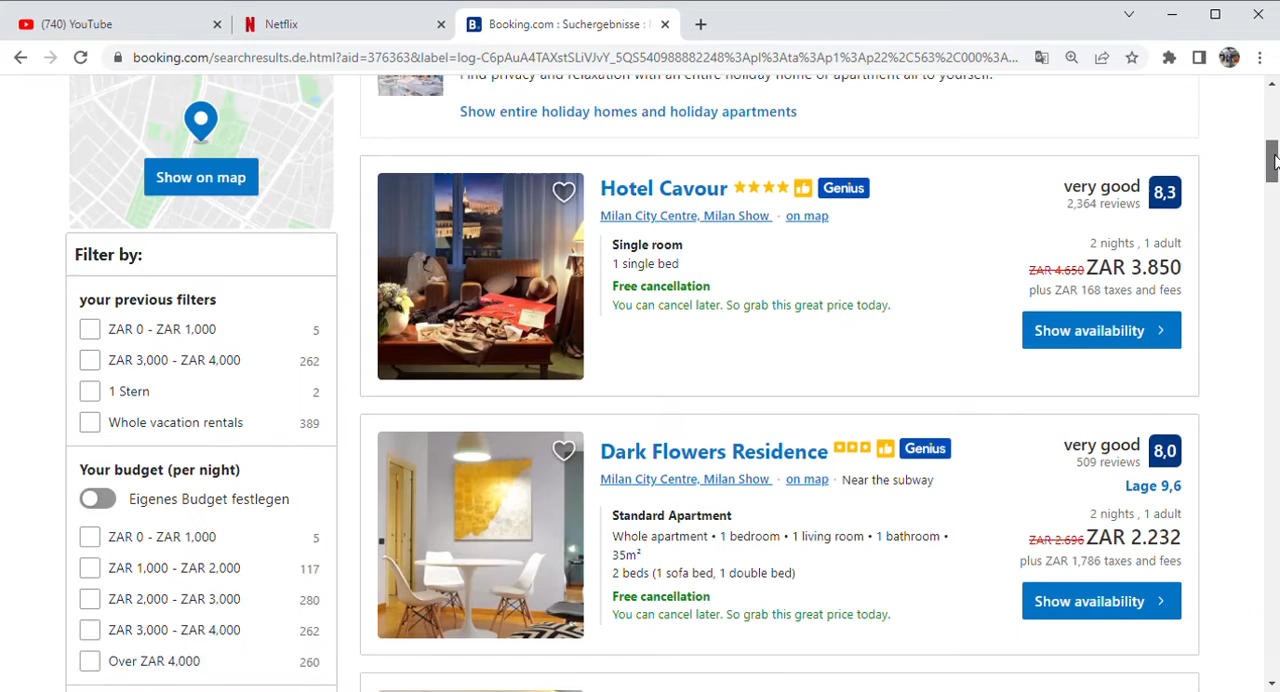 (740) YouTube
Netflix
Booking.com : Suchergebnisse :
booking.com/searchresults.de.html?aid=376363&label=log-C6pAuA4TAXstSLiVJvY_5QS540988882248%3Apl%3Ata%3Ap1%3Ap22%2C563%2C000%3A...
Find privacy and relaxation with an entire holiday home or apartment all to yourself.
Show entire holiday homes and holiday apartments
Show on map
Filter by:
your previous filters
ZAR 0 - ZAR 1,000 5
ZAR 3,000 - ZAR 4,000 262
1 Stern 2
Whole vacation rentals 389
Your budget (per night)
Eigenes Budget festlegen
ZAR 0 - ZAR 1,000 5
ZAR 1,000 - ZAR 2,000 117
ZAR 2,000 - ZAR 3,000 280
ZAR 3,000 - ZAR 4,000 262
Over ZAR 4,000 260
Hotel Cavour Genius
Milan City Centre, Milan Show · on map
Single room
1 single bed
Free cancellation
You can cancel later. So grab this great price today.
very good 8,3
2,364 reviews
2 nights , 1 adult
ZAR 4.650 ZAR 3.850
plus ZAR 168 taxes and fees
Show availability
Dark Flowers Residence Genius
Milan City Centre, Milan Show · on map · Near the subway
Standard Apartment
Whole apartment • 1 bedroom • 1 living room • 1 bathroom •
35m²
2 beds (1 sofa bed, 1 double bed)
Free cancellation
You can cancel later. So grab this great price today.
very good 8,0
509 reviews
Lage 9,6
2 nights , 1 adult
ZAR 2.696 ZAR 2.232
plus ZAR 1,786 taxes and fees
Show availability